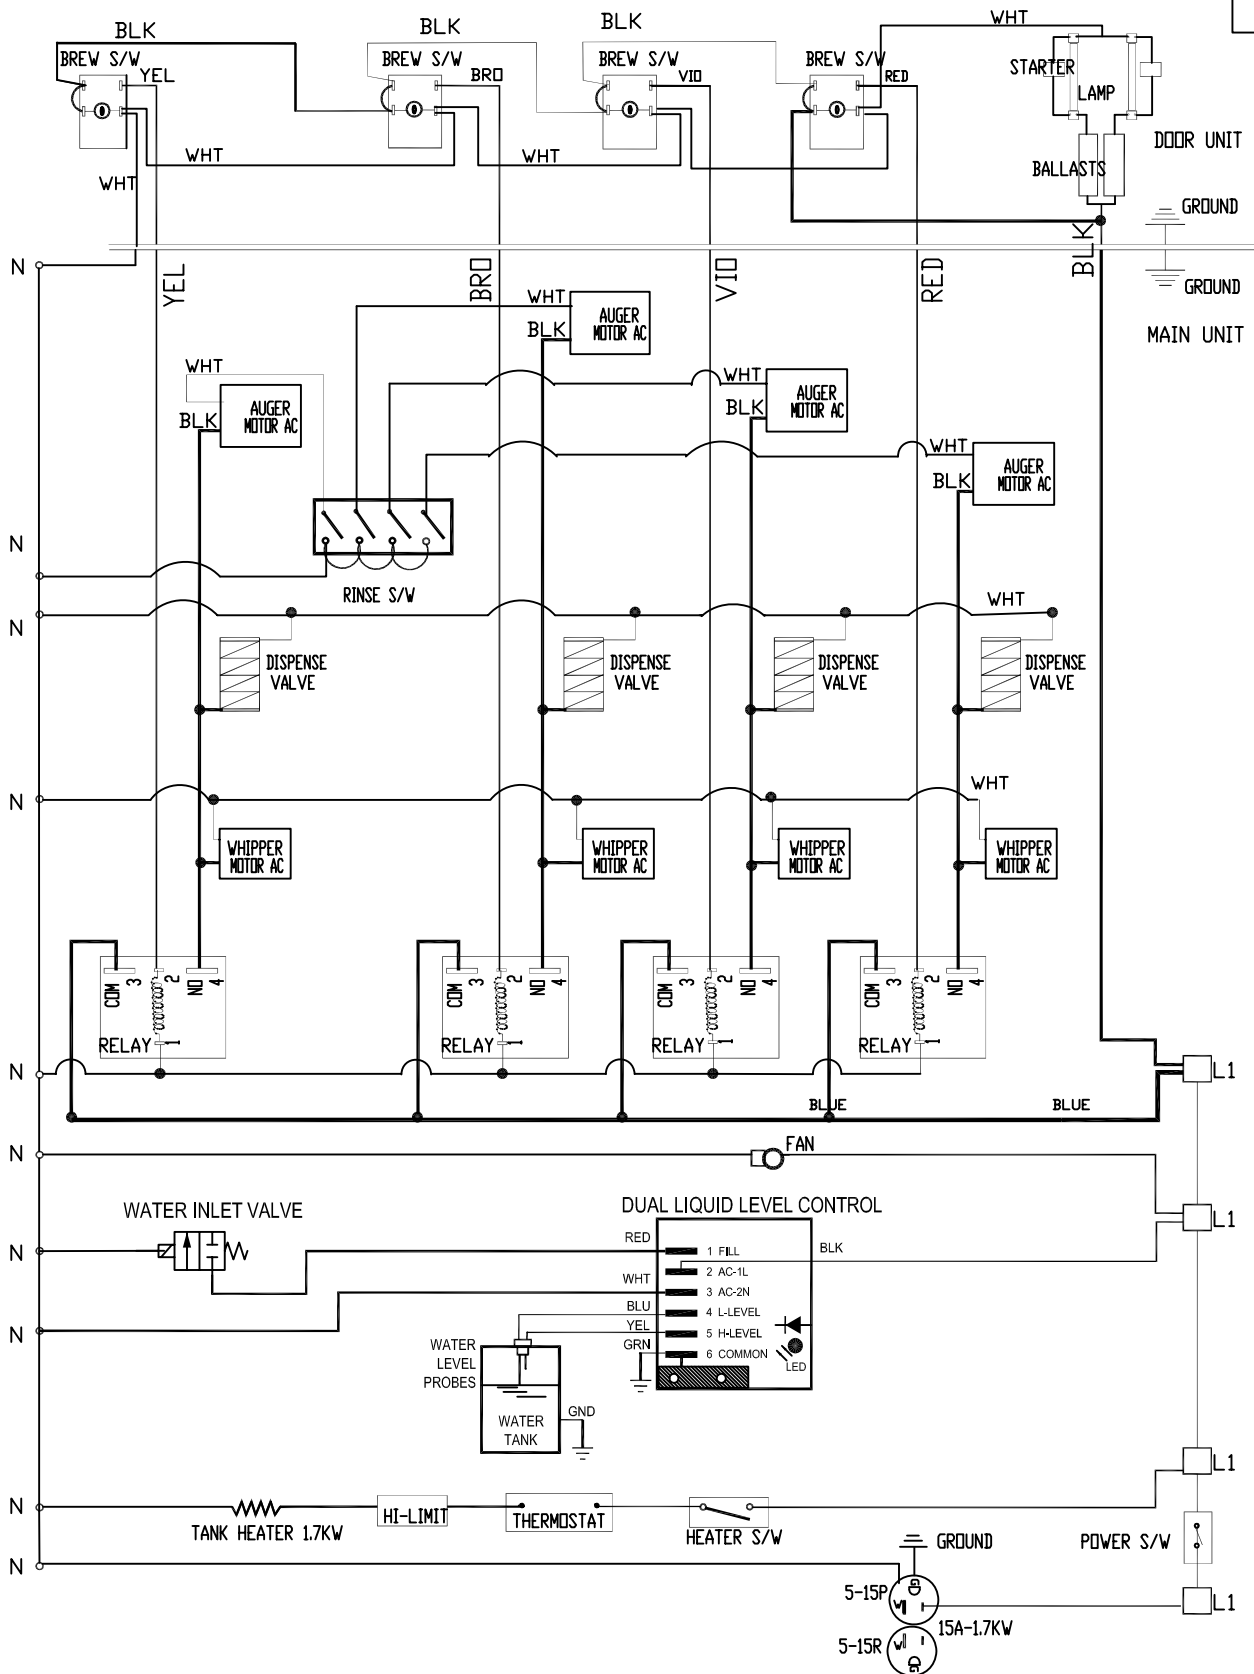 BLK
BLK
BLK
WHT
BREW S/W
BREW S/W
BREW S/W
BREW S/W
STARTER
YEL
BRO
VIO
RED
LAMP
DOOR UNIT
WHT
WHT
BALLASTS
WHT
GROUND
N
YEL
BRO
VIO
RED
BLK
GROUND
MAIN UNIT
WHT
AUGER
MOTOR AC
BLK
WHT
AUGER
MOTOR AC
BLK
WHT
AUGER
MOTOR AC
BLK
WHT
AUGER
MOTOR AC
BLK
N
RINSE S/W
N
WHT
DISPENSE
VALVE
DISPENSE
VALVE
DISPENSE
VALVE
DISPENSE
VALVE
N
WHT
WHIPPER
MOTOR AC
WHIPPER
MOTOR AC
WHIPPER
MOTOR AC
WHIPPER
MOTOR AC
COM 3 2 NO 4
COM 3 2 NO 4
COM 3 2 NO 4
COM 3 2 NO 4
RELAY 1
RELAY 1
RELAY 1
RELAY 1
N
L1
BLUE
BLUE
N
FAN
WATER INLET VALVE
DUAL LIQUID LEVEL CONTROL
L1
N
RED
1 FILL
BLK
2 AC-1L
WHT
3 AC-2N
BLU
4 L-LEVEL
N
YEL
5 H-LEVEL
GRN
6 COMMON
LED
WATER
LEVEL
PROBES
WATER
TANK
GND
L1
N
TANK HEATER 1.7KW
HI-LIMIT
THERMOSTAT
HEATER S/W
GROUND
POWER S/W
N
5-15P
GD
W
L1
15A-1.7KW
5-15R
W
GD